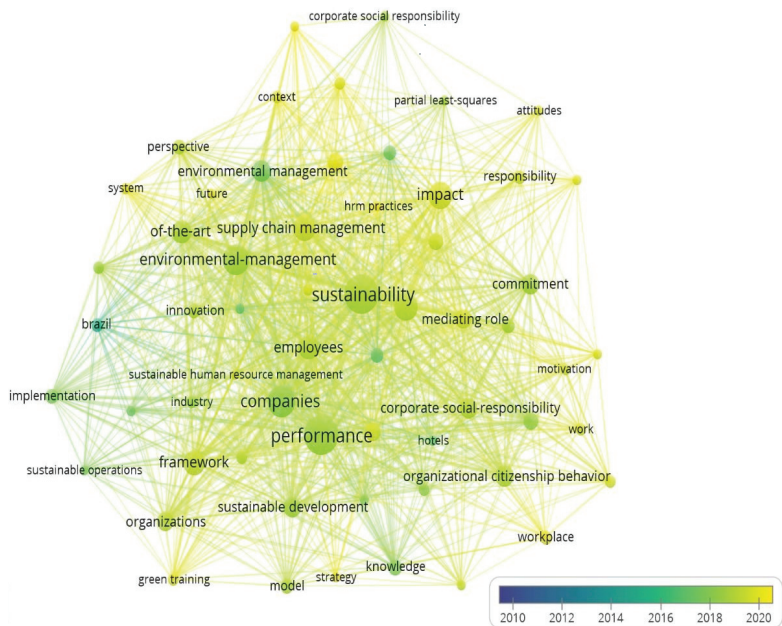 corporate social responsibility
context
partial least-squares
attitudes
perspective
environmental management
responsibility
system
future
hrm practices
impact
of-the-art
supply chain management
environmental-management
commitment
sustainability
brazil
innovation
mediating role
employees
sustainable human resource management
motivation
implementation
industry
companies
corporate social-responsibility
performance
hotels
work
sustainable operations
framework
organizational citizenship behavior
organizations
sustainable development
workplace
green training
model
strategy
knowledge
2010 2012 2014 2016 2018 2020